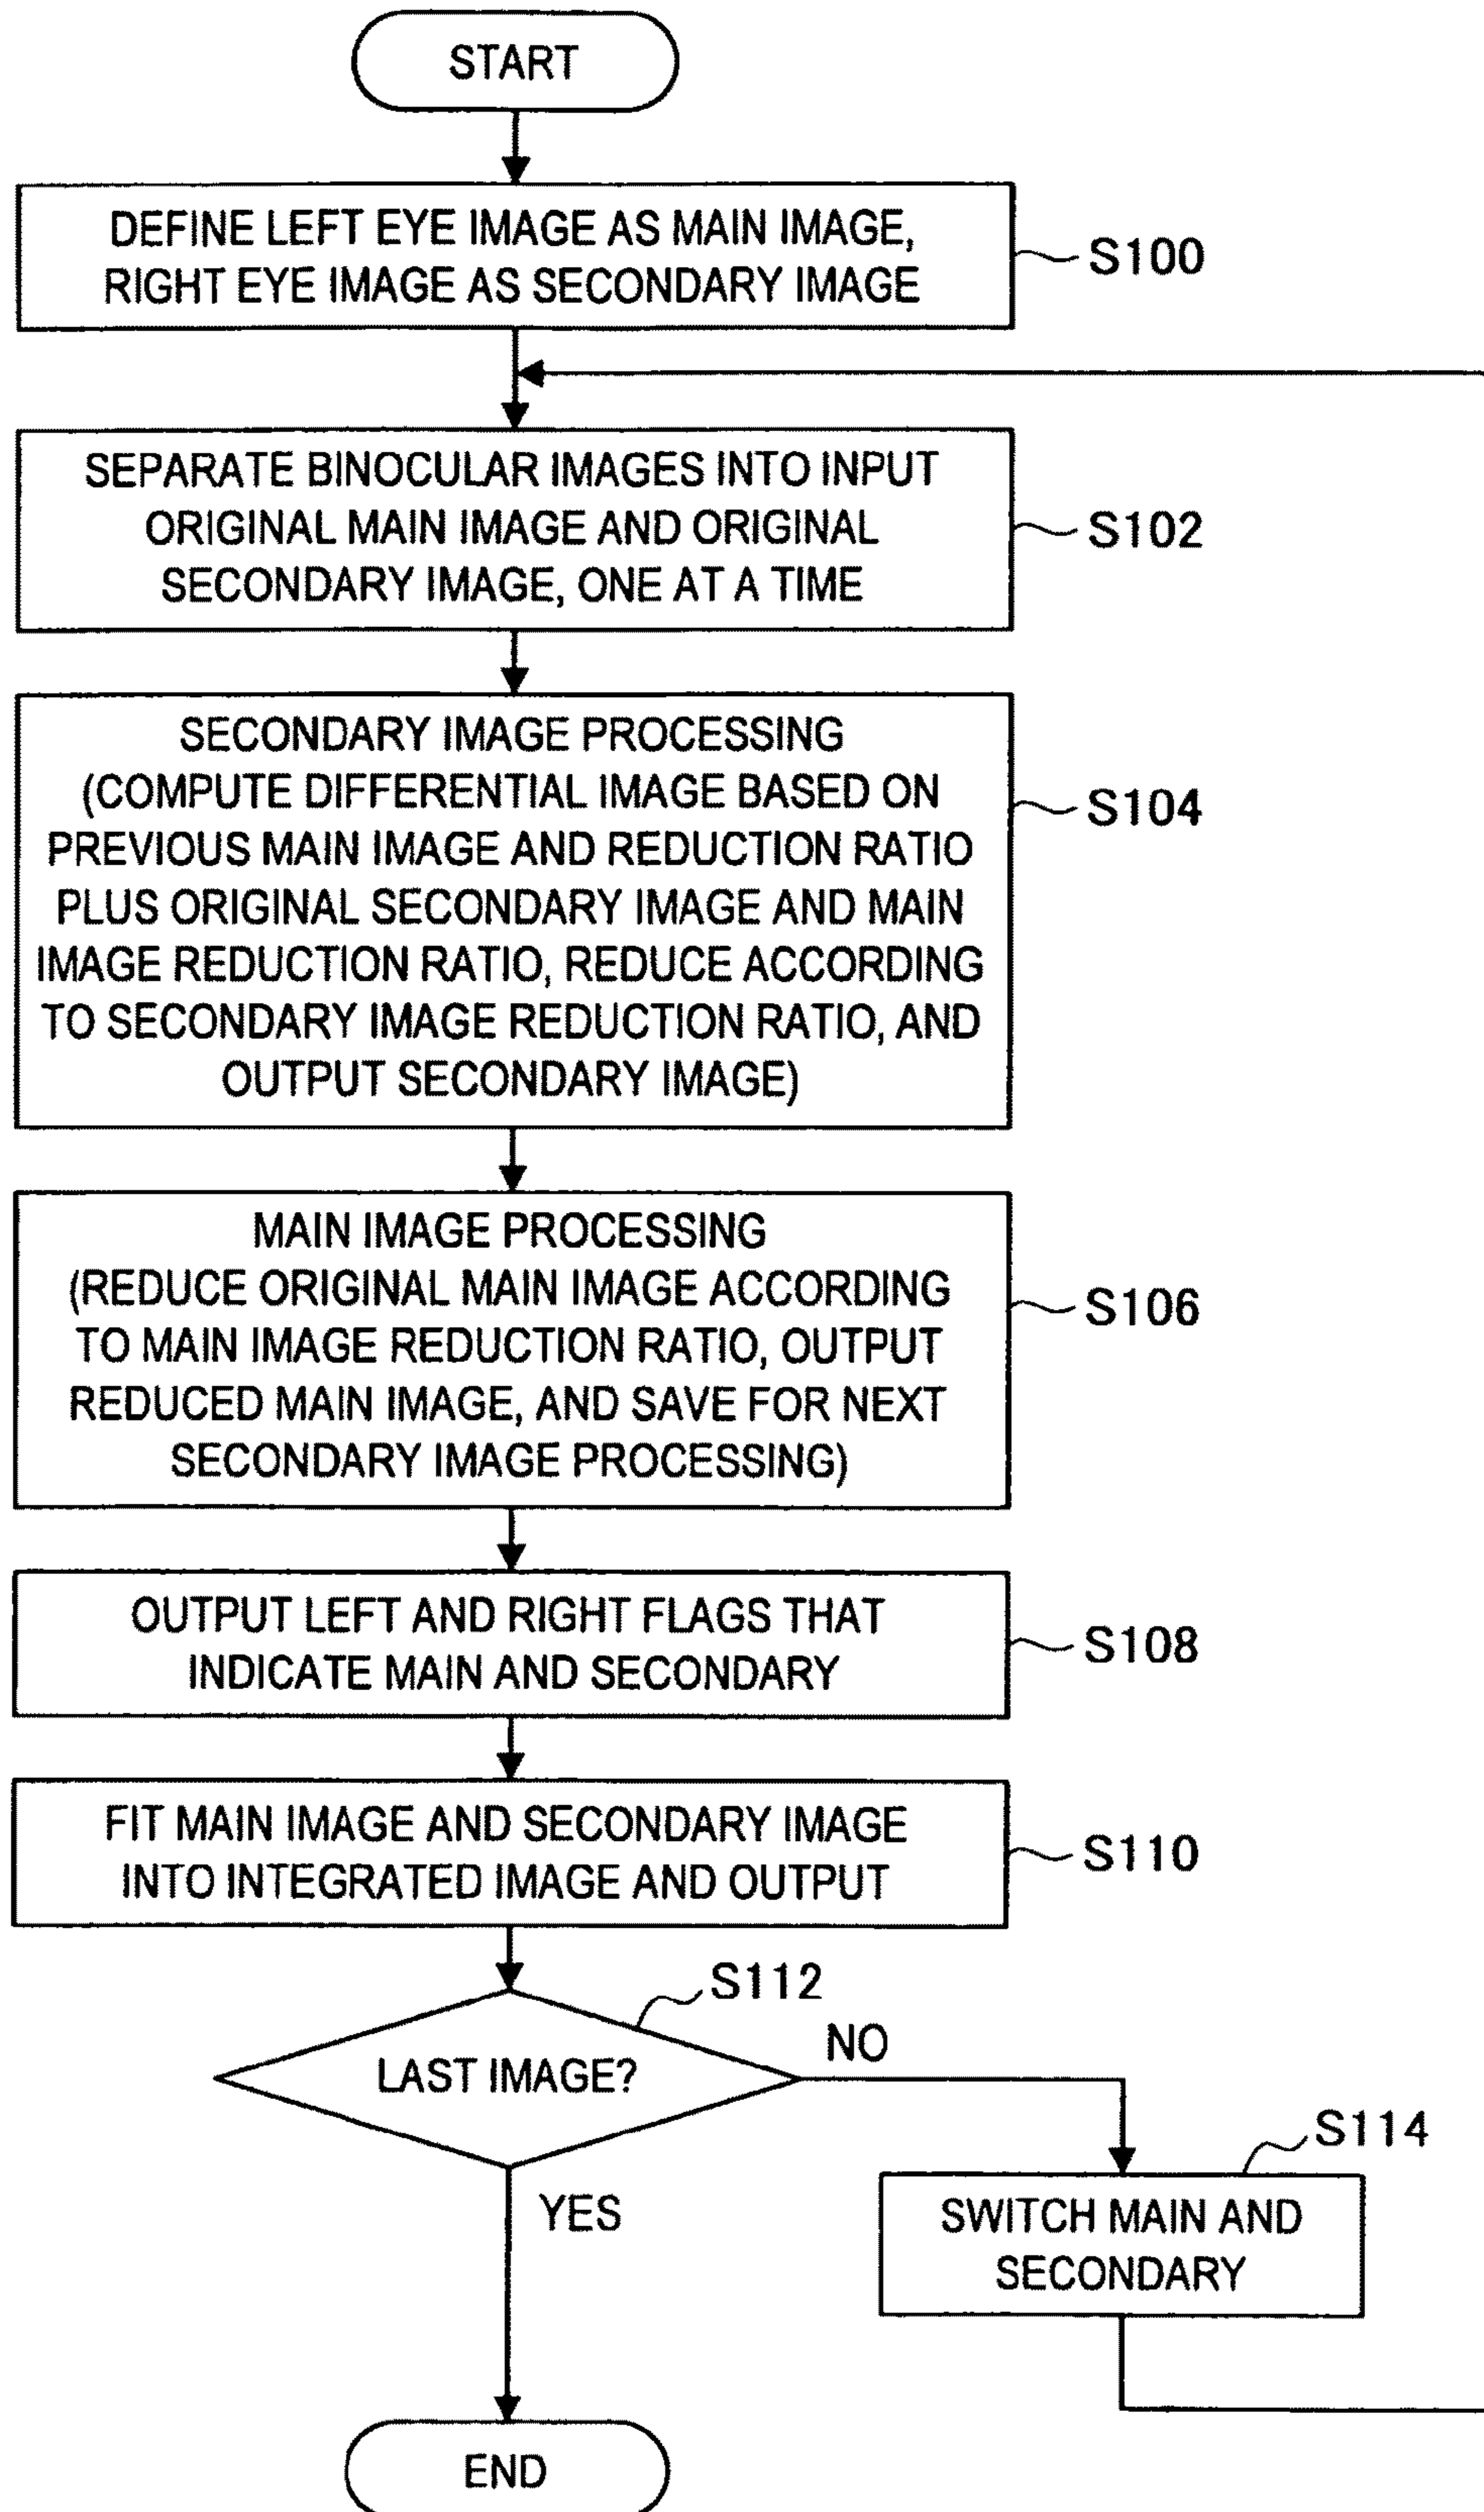 START
DEFINE LEFT EYE IMAGE AS MAIN IMAGE,
RIGHT EYE IMAGE AS SECONDARY IMAGE
S100
SEPARATE BINOCULAR IMAGES INTO INPUT
ORIGINAL MAIN IMAGE AND ORIGINAL
SECONDARY IMAGE, ONE AT A TIME
S102
SECONDARY IMAGE PROCESSING
(COMPUTE DIFFERENTIAL IMAGE BASED ON
PREVIOUS MAIN IMAGE AND REDUCTION RATIO
PLUS ORIGINAL SECONDARY IMAGE AND MAIN
IMAGE REDUCTION RATIO, REDUCE ACCORDING
TO SECONDARY IMAGE REDUCTION RATIO, AND
OUTPUT SECONDARY IMAGE)
S104
MAIN IMAGE PROCESSING
(REDUCE ORIGINAL MAIN IMAGE ACCORDING
TO MAIN IMAGE REDUCTION RATIO, OUTPUT
REDUCED MAIN IMAGE, AND SAVE FOR NEXT
SECONDARY IMAGE PROCESSING)
S106
OUTPUT LEFT AND RIGHT FLAGS THAT
INDICATE MAIN AND SECONDARY
S108
FIT MAIN IMAGE AND SECONDARY IMAGE
INTO INTEGRATED IMAGE AND OUTPUT
S110
S112
LAST IMAGE?
NO
YES
S114
SWITCH MAIN AND
SECONDARY
END